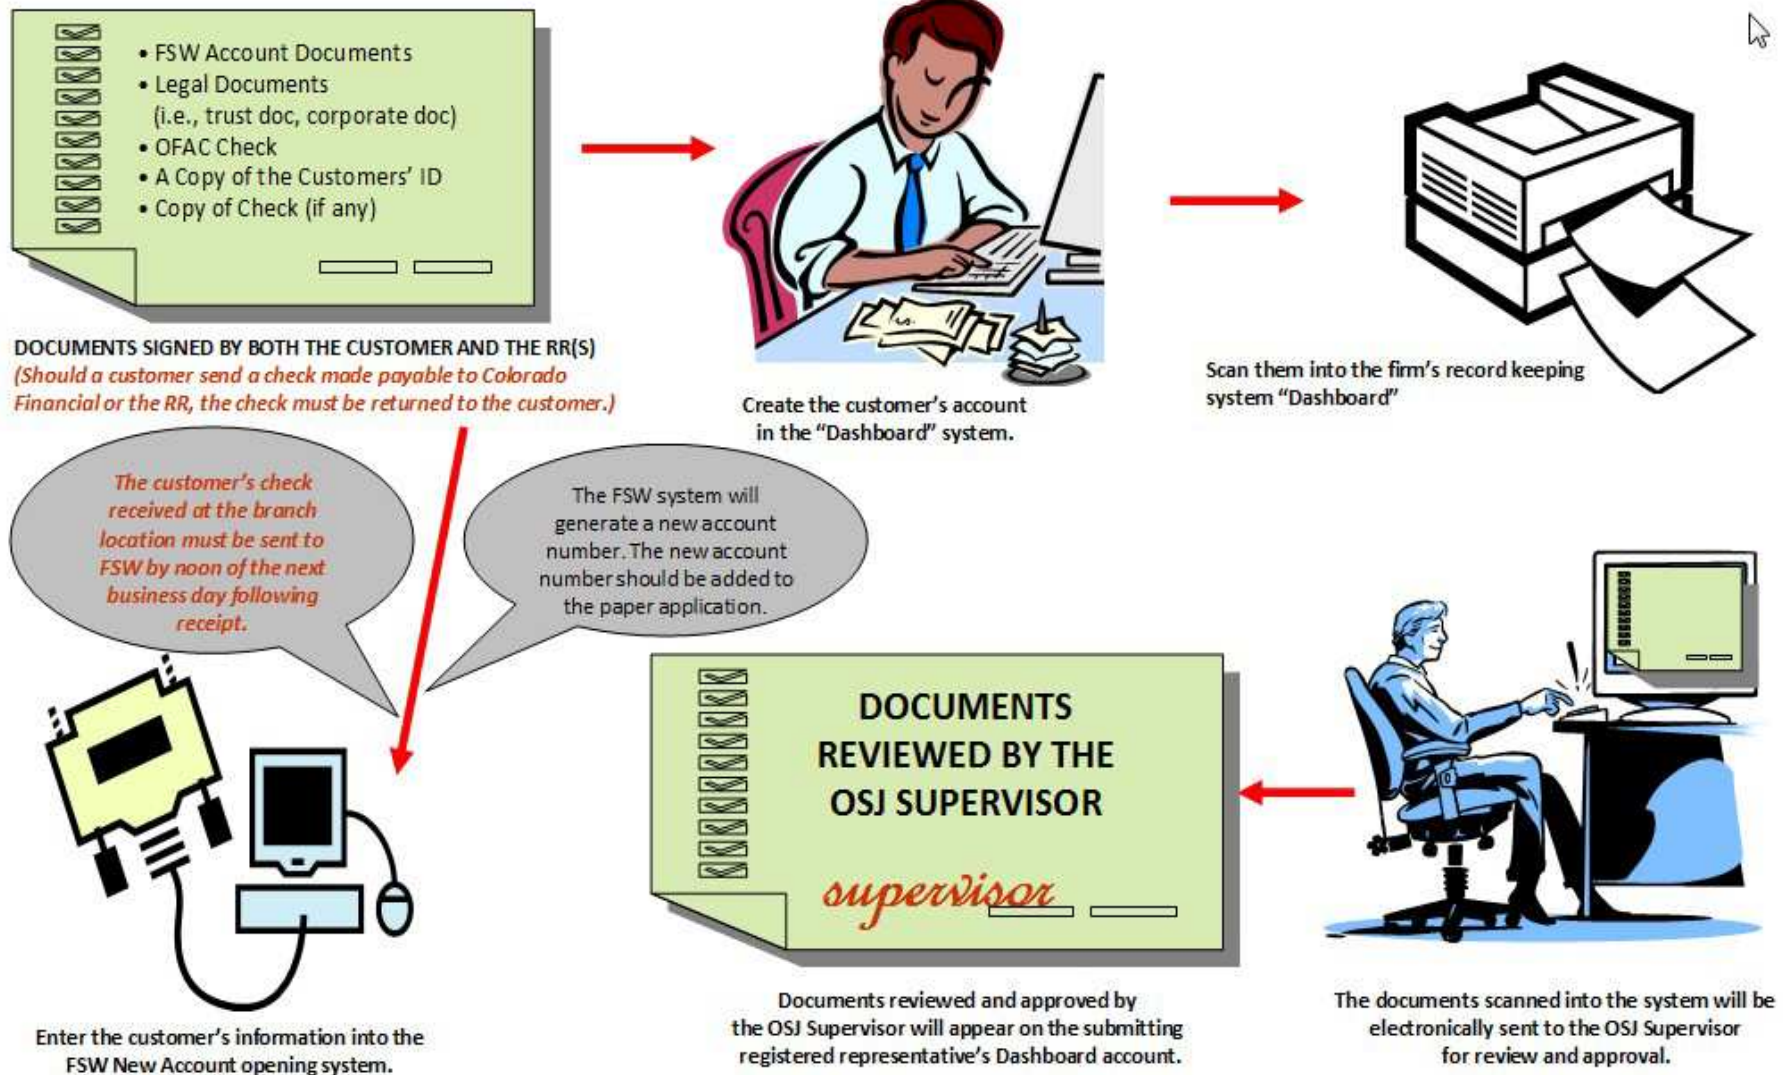 • FSW Account Documents
• Legal Documents
(i.e., trust doc, corporate doc)
• OFAC Check
• A Copy of the Customers' ID
• Copy of Check (if any)
DOCUMENTS SIGNED BY BOTH THE CUSTOMER AND THE RR(S)
(Should a customer send a check made payable to Colorado
Financial or the RR, the check must be returned to the customer.)
Create the customer's account
in the “Dashboard” system.
Scan them into the firm's record keeping
system “Dashboard”
The customer's check
received at the branch
location must be sent to
FSW by noon of the next
business day following
receipt.
The FSW system will
generate a new account
number. The new account
number should be added to
the paper application.
Enter the customer's information into the
FSW New Account opening system.
DOCUMENTS
REVIEWED BY THE
OSJ SUPERVISOR
supervisor
Documents reviewed and approved by
the OSJ Supervisor will appear on the submitting
registered representative's Dashboard account.
The documents scanned into the system will be
electronically sent to the OSJ Supervisor
for review and approval.